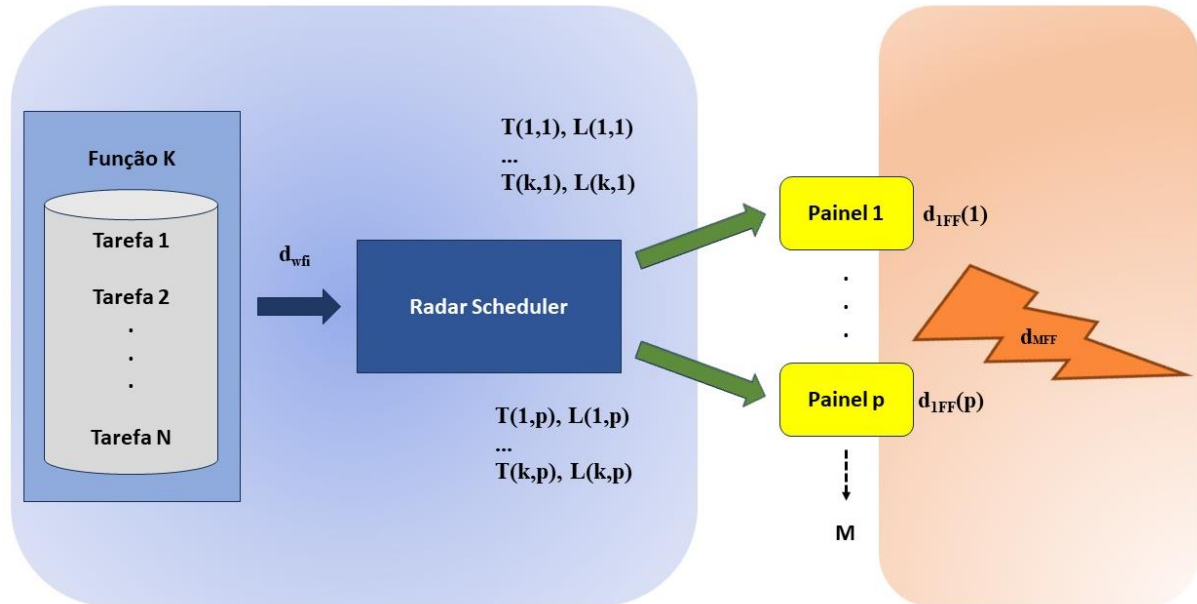 Função K
Tarefa 1
Tarefa 2
.
.
.
Tarefa N
d_wfi
Radar Scheduler
T(1,1), L(1,1)
...
T(k,1), L(k,1)
T(1,p), L(1,p)
...
T(k,p), L(k,p)
Painel 1
d_1FF(1)
.
.
.
Painel p
d_1FF(p)
M
d_MFF